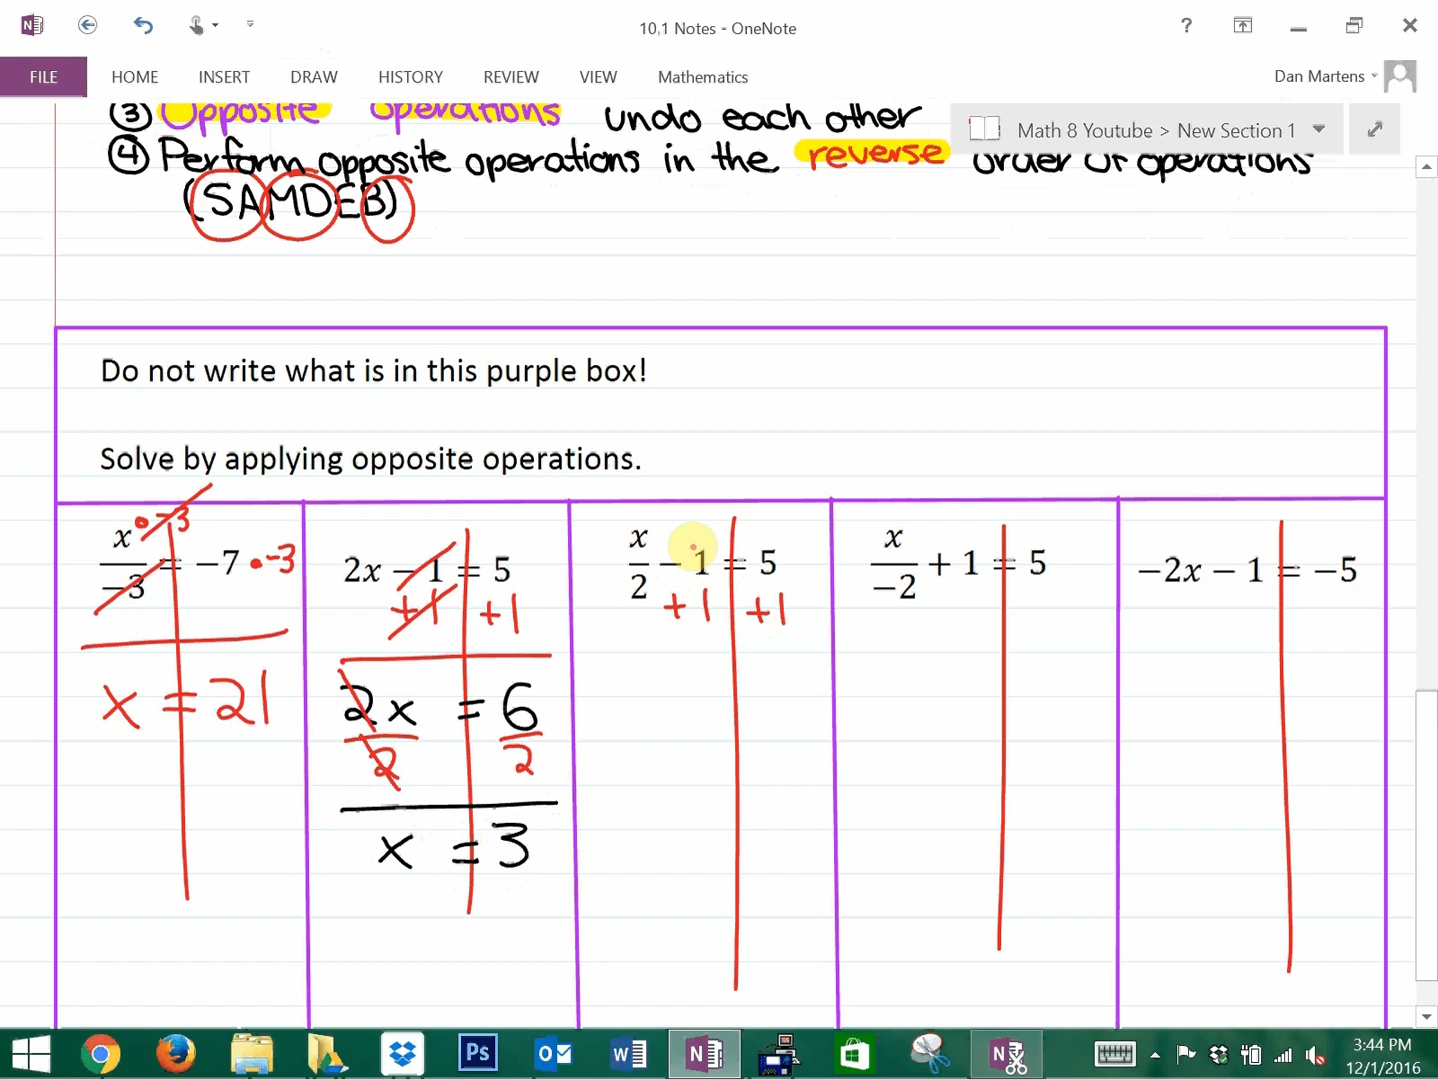 10,1 Notes - OneNote
?
FILE HOME INSERT DRAW HISTORY REVIEW VIEW Mathematics Dan Martens
Math 8 Youtube > New Section 1
③ Opposite operations undo each other
④ Perform opposite operations in the reverse order of operations
(SAMDEB)
Do not write what is in this purple box!
Solve by applying opposite operations.
x/-3 • -3 = -7 • -3
x = 21
2x - 1 = 5
+1 +1
2x = 6
2 2
x = 3
x/2 - 1 = 5
+1 +1
x/-2 + 1 = 5
-2x - 1 = -5
Ps
3:44 PM
12/1/2016